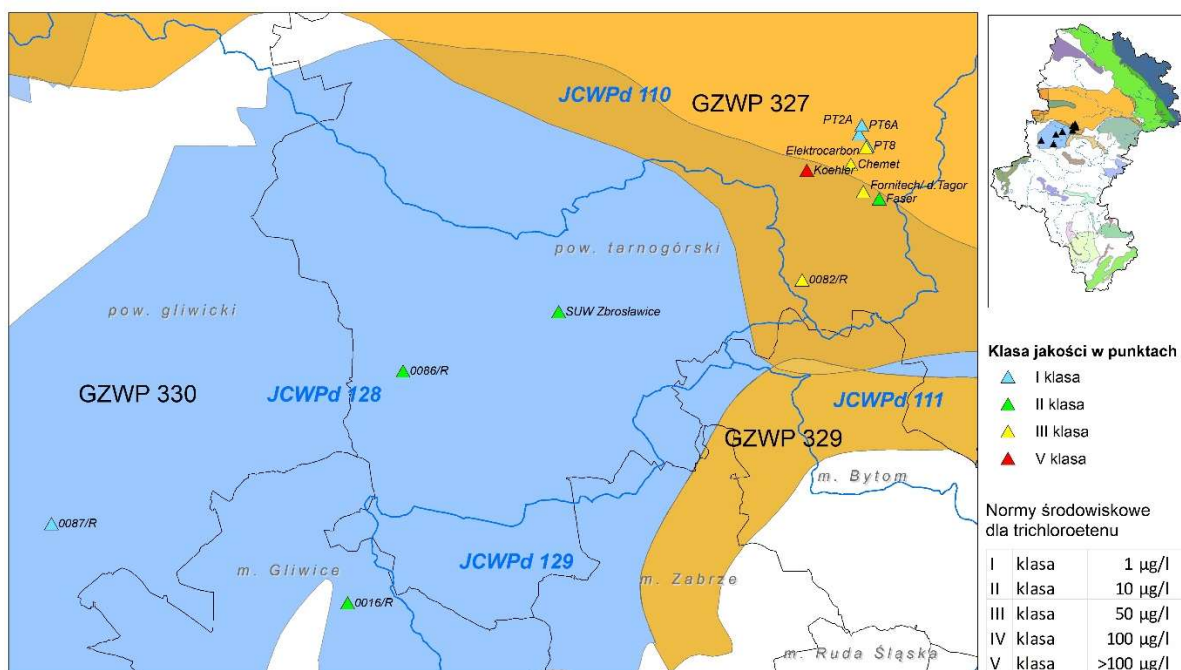 JCWPd 110
GZWP 327
PT2A
PT6A
Elektrocarbon
PT8
Chemet
Koehler
Fornitech/ d.Tagor
Faser
pow. tarnogórski
0082/R
pow. gliwicki
SUW Zbrosławice
0086/R
GZWP 330
JCWPd 128
JCWPd 111
GZWP 329
m. Bytom
0087/R
JCWPd 129
m. Gliwice
m. Zabrze
0016/R
m. Ruda Śląska
Klasa jakości w punktach
I klasa
II klasa
III klasa
V klasa
Normy środowiskowe
dla trichloroetenu
I klasa 1 µg/l
II klasa 10 µg/l
III klasa 50 µg/l
IV klasa 100 µg/l
V klasa >100 µg/l